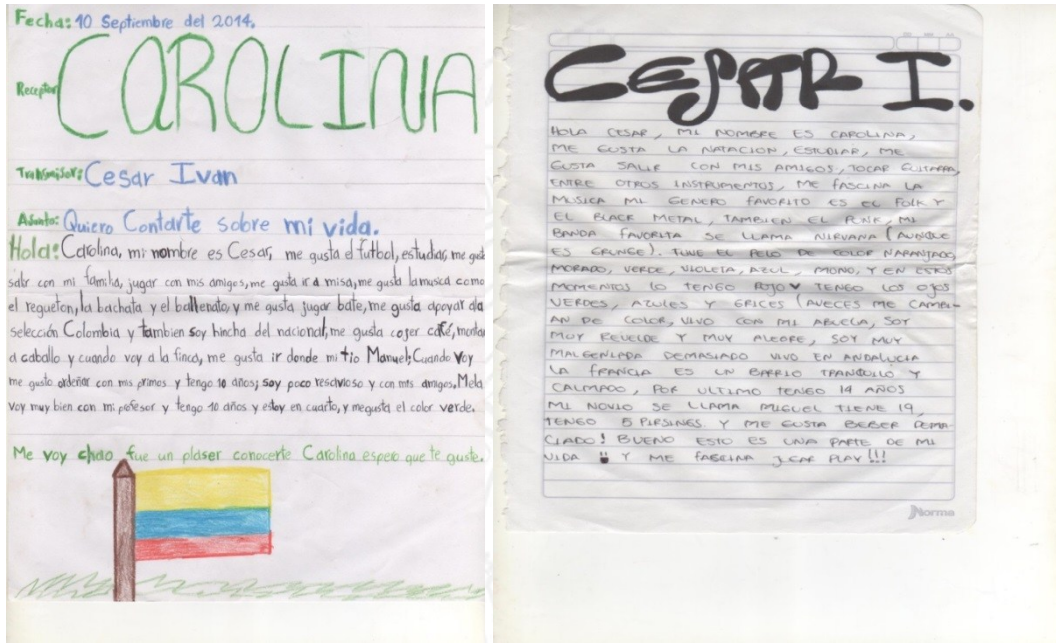 Fecha: 10 Septiembre del 2014.
Receptor: CAROLINA
Transmisor: Cesar Ivan
Asunto: Quiero Contarte sobre mi vida.
Hola: Carolina, mi nombre es Cesar, me gusta el futbol, estudiar, me gusta
salir con mi familia, jugar con mis amigos, me gusta ir a misa, me gusta la musca como
el regueton, la bachata y el ballenato, y me gusta jugar bate, me gusta apoyar a la
selección Colombia y tambien soy hincha del nacional, me gusta cojer café, montar
a caballo y cuando voy a la finca, me gusta ir donde mi tio Manuel; Cuando voy
me gusta ordeñar con mis primos y tengo 10 años; soy poco y con mis amigos. Mela
voy muy bien con mi pofesor y tengo 10 años y estoy en cuarto, y megusta el color verde.
Me voy chao fue un plaser conocerte Carolina espero que te guste.
CESAR I.
HOLA CESAR, MI NOMBRE ES CAROLINA,
ME GUSTA LA NATACION, ESTUDIAR, ME
GUSTA SALIR CON MIS AMIGOS, TOCAR GUITARRA,
ENTRE OTROS INSTRUMENTOS, ME FASCINA LA
MUSICA MI GENERO FAVORITO ES EL FOLK Y
EL BLACK METAL, TAMBIEN EL PUNK, MI
BANDA FAVORITA SE LLAMA NIRVANA (AUNQUE
ES GRUNGE). TUVE EL PELO DE COLOR NARANJADO
MORADO, VERDE, VIOLETA, AZUL, MONO, Y EN ESTOS
MOMENTOS LO TENGO ROJO TENGO LOS OJOS
VERDES, AZULES Y GRICES (AVECES ME CAMBI-
AN DE COLOR, VIVO CON MI ABUELA, SOY
MUY REVELDE Y MUY ALEGRE, SOY MUY
MALGENIADA DEMASIADO VIVO EN ANDALUCIA
LA FRANCIA ES UN BARRIO TRANQUILO Y
CALMADO, POR ULTIMO TENGO 14 AÑOS
MI NOVIO SE LLAMA MIGUEL TIENE 19,
TENGO 5 PIRSINES. Y ME GUSTA BEBER DEMA-
CIADO! BUENO ESTO ES UNA PARTE DE MI
VIDA !! Y ME FASCINA PLAY !!!
Norma